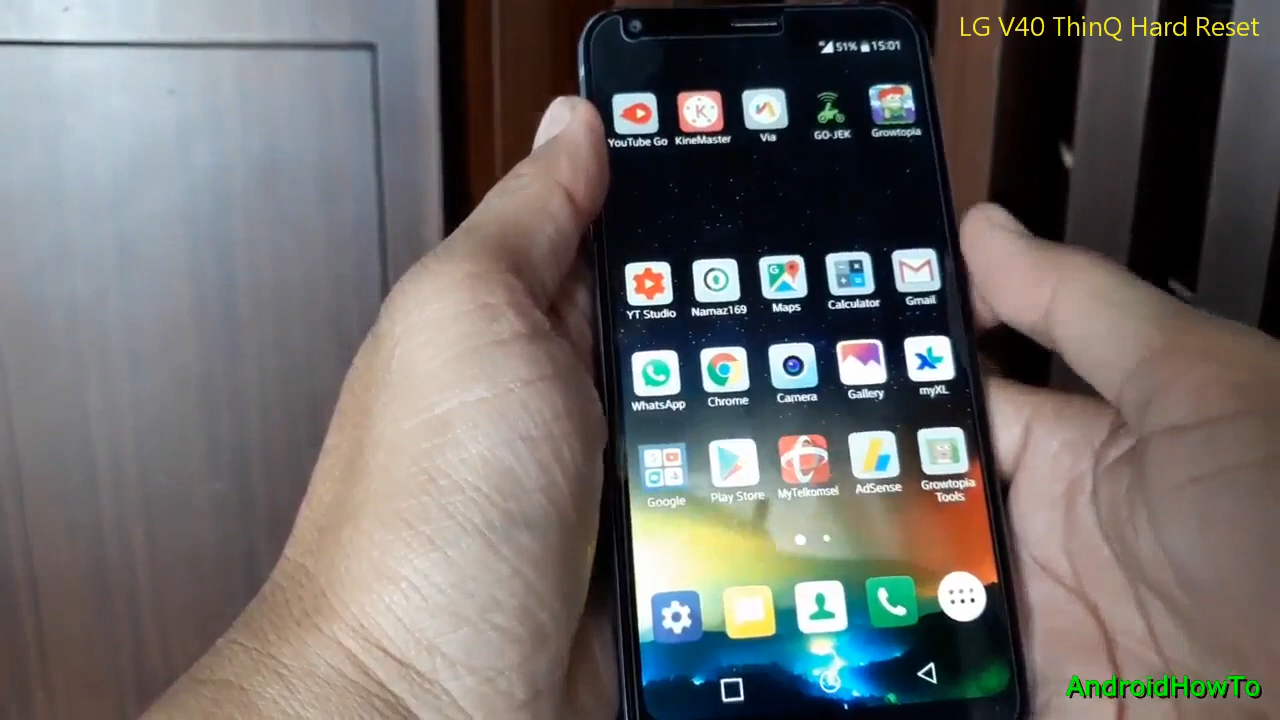 LG V40 ThinQ Hard Reset
51% 15:01
YouTube Go
KineMaster
Via
GO-JEK
Growtopia
YT Studio
Namaz169
Maps
Calculator
Gmail
WhatsApp
Chrome
Camera
Gallery
myXL
Google
Play Store
MyTelkomsel
AdSense
Growtopia
Tools
AndroidHowTo